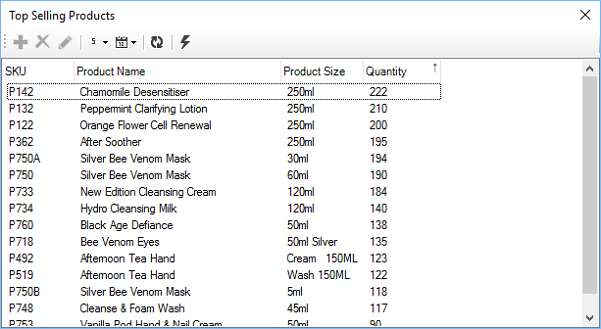 Top Selling Products
5 12
SKU Product Name Product Size Quantity
P142 Chamomile Desensitiser 250ml 222
P132 Peppermint Clarifying Lotion 250ml 210
P122 Orange Flower Cell Renewal 250ml 200
P362 After Soother 250ml 195
P750A Silver Bee Venom Mask 30ml 194
P750 Silver Bee Venom Mask 60ml 190
P733 New Edition Cleansing Cream 120ml 184
P734 Hydro Cleansing Milk 120ml 140
P760 Black Age Defiance 50ml 138
P718 Bee Venom Eyes 50ml Silver 135
P492 Afternoon Tea Hand Cream 150ML 123
P519 Afternoon Tea Hand Wash 150ML 122
P750B Silver Bee Venom Mask 5ml 118
P748 Cleanse & Foam Wash 45ml 117
P753 Vanilla Pod Hand & Nail Cream 50ml 90